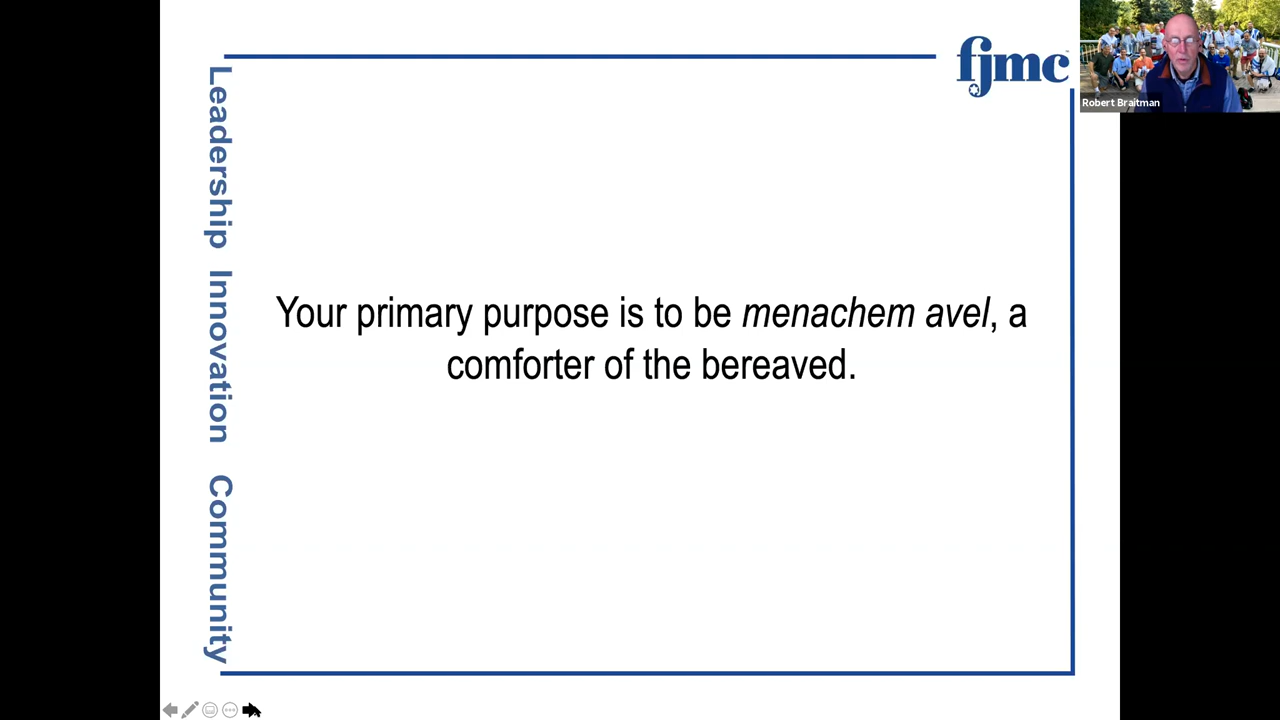 fjmc
Robert Braitman
Leadership Innovation Community
Your primary purpose is to be menachem avel, a
comforter of the bereaved.